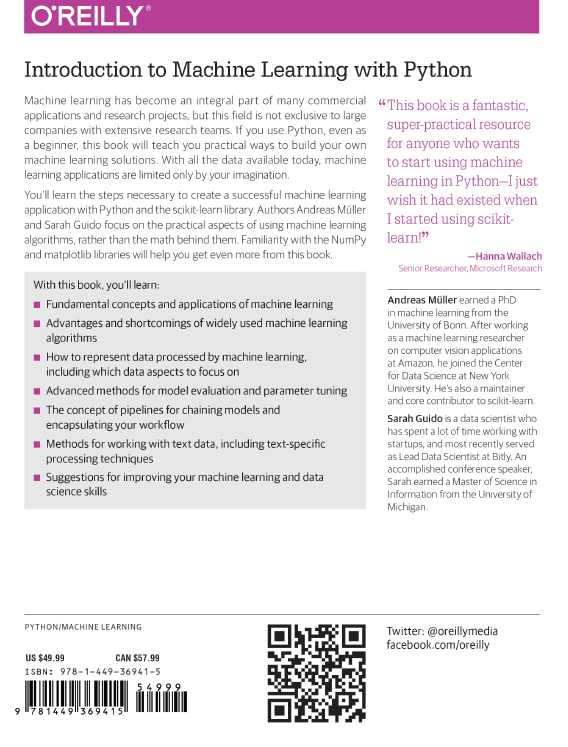 O'REILLY®
Introduction to Machine Learning with Python
Machine learning has become an integral part of many commercial
applications and research projects, but this field is not exclusive to large
companies with extensive research teams. If you use Python, even as
a beginner, this book will teach you practical ways to build your own
machine learning solutions. With all the data available today, machine
learning applications are limited only by your imagination.
You'll learn the steps necessary to create a successful machine learning
application with Python and the scikit-learn library. Authors Andreas Müller
and Sarah Guido focus on the practical aspects of using machine learning
algorithms, rather than the math behind them. Familiarity with the NumPy
and matplotlib libraries will help you get even more from this book.
With this book, you'll learn:
■ Fundamental concepts and applications of machine learning
■ Advantages and shortcomings of widely used machine learning
algorithms
■ How to represent data processed by machine learning,
including which data aspects to focus on
■ Advanced methods for model evaluation and parameter tuning
■ The concept of pipelines for chaining models and
encapsulating your workflow
■ Methods for working with text data, including text-specific
processing techniques
■ Suggestions for improving your machine learning and data
science skills
“This book is a fantastic,
super-practical resource
for anyone who wants
to start using machine
learning in Python—I just
wish it had existed when
I started using scikit-
learn!”
—Hanna Wallach
Senior Researcher, Microsoft Research
Andreas Müller earned a PhD
in machine learning from the
University of Bonn. After working
as a machine learning researcher
on computer vision applications
at Amazon, he joined the Center
for Data Science at New York
University. He's also a maintainer
and core contributor to scikit-learn.
Sarah Guido is a data scientist who
has spent a lot of time working with
startups, and most recently served
as Lead Data Scientist at Bitly. An
accomplished conference speaker,
Sarah earned a Master of Science in
Information from the University of
Michigan.
PYTHON/MACHINE LEARNING
US $49.99 CAN $57.99
ISBN: 978-1-449-36941-5
54999
9 781449 369415
Twitter: @oreillymedia
facebook.com/oreilly